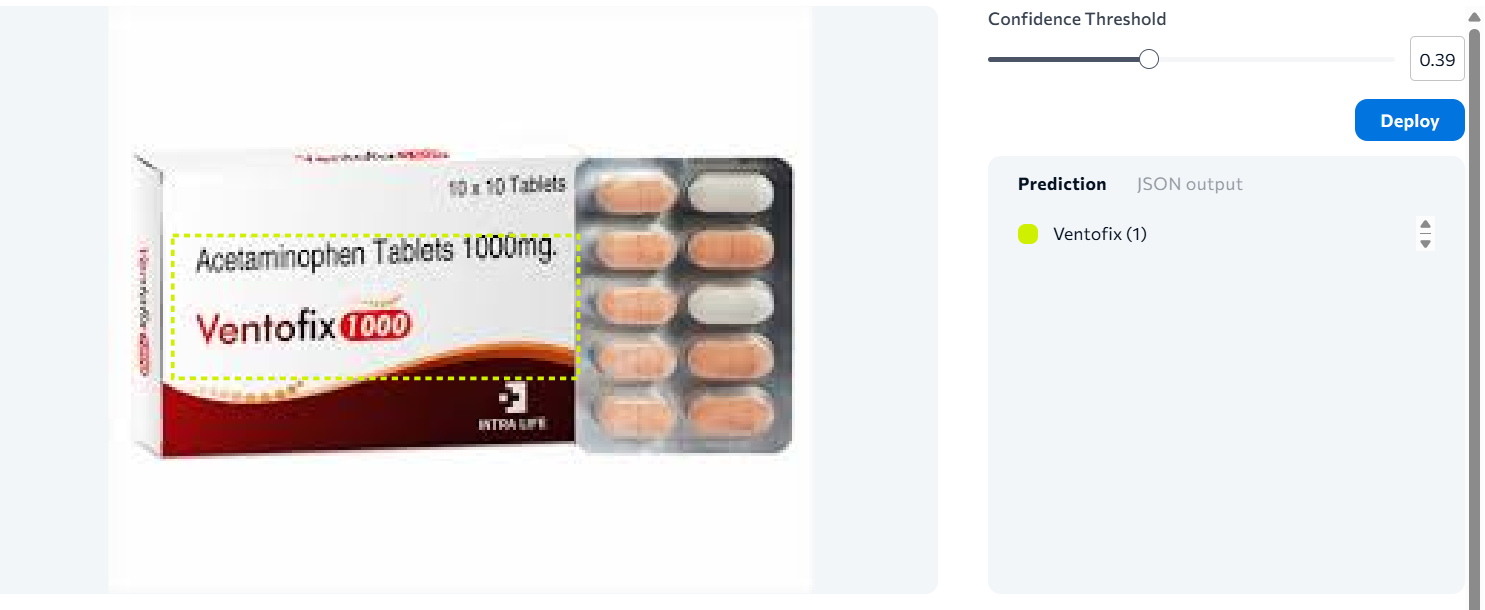 Confidence Threshold
0.39
Deploy
Prediction JSON output
Ventofix (1)
10 x 10 Tablets
Acetaminophen Tablets 1000mg.
Ventofix 1000
INTRA LIFE